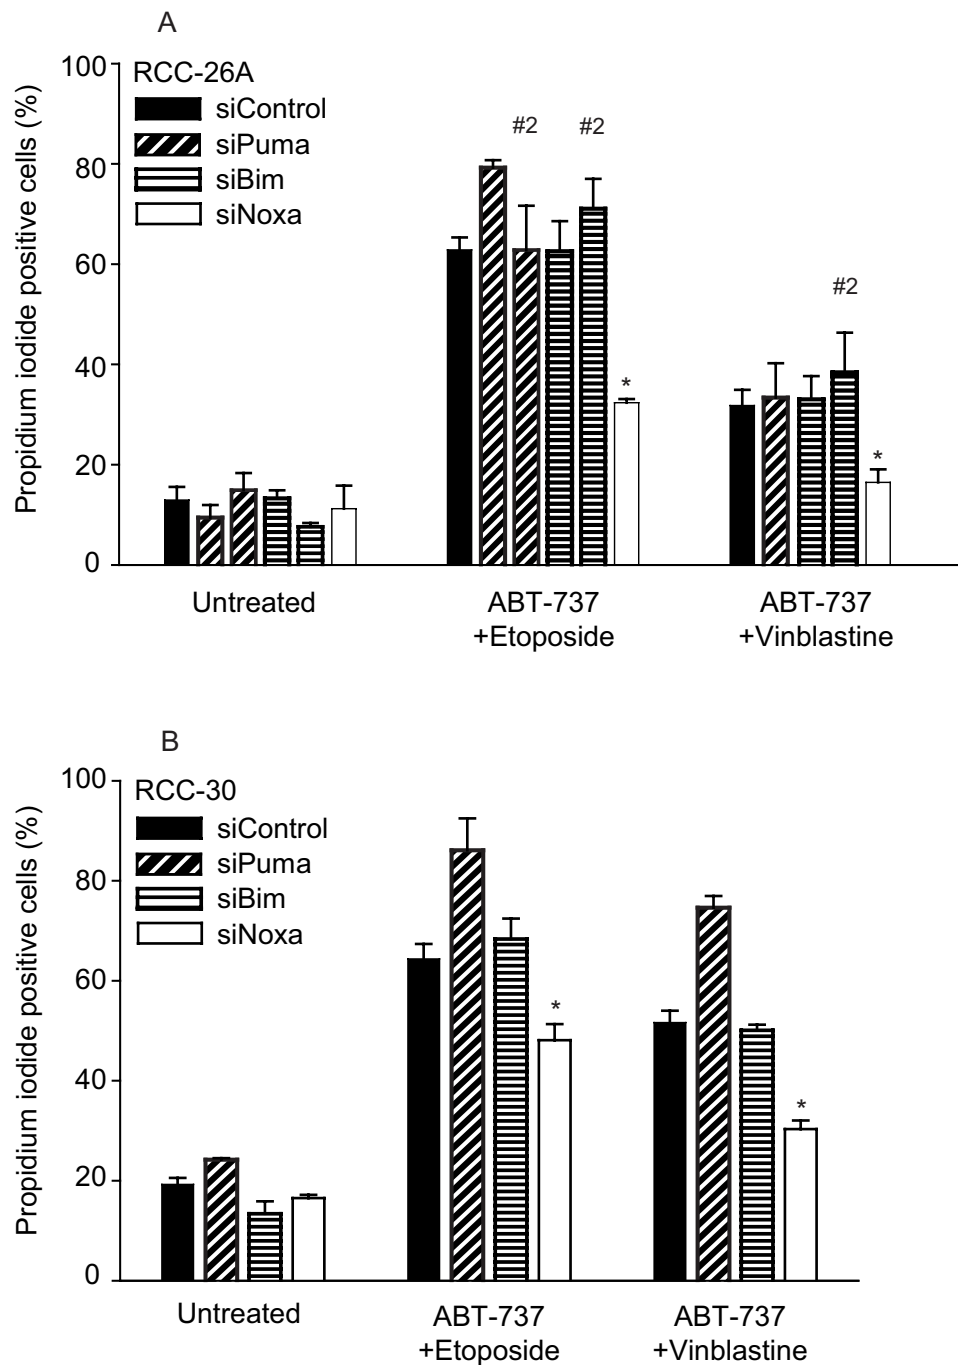 A
Propidium iodide positive cells (%)
100
80
60
40
20
0
RCC-26A
siControl
siPuma
siBim
siNoxa
#2
#2
*
#2
*
Untreated
ABT-737
+Etoposide
ABT-737
+Vinblastine
B
Propidium iodide positive cells (%)
100
80
60
40
20
0
RCC-30
siControl
siPuma
siBim
siNoxa
*
*
Untreated
ABT-737
+Etoposide
ABT-737
+Vinblastine